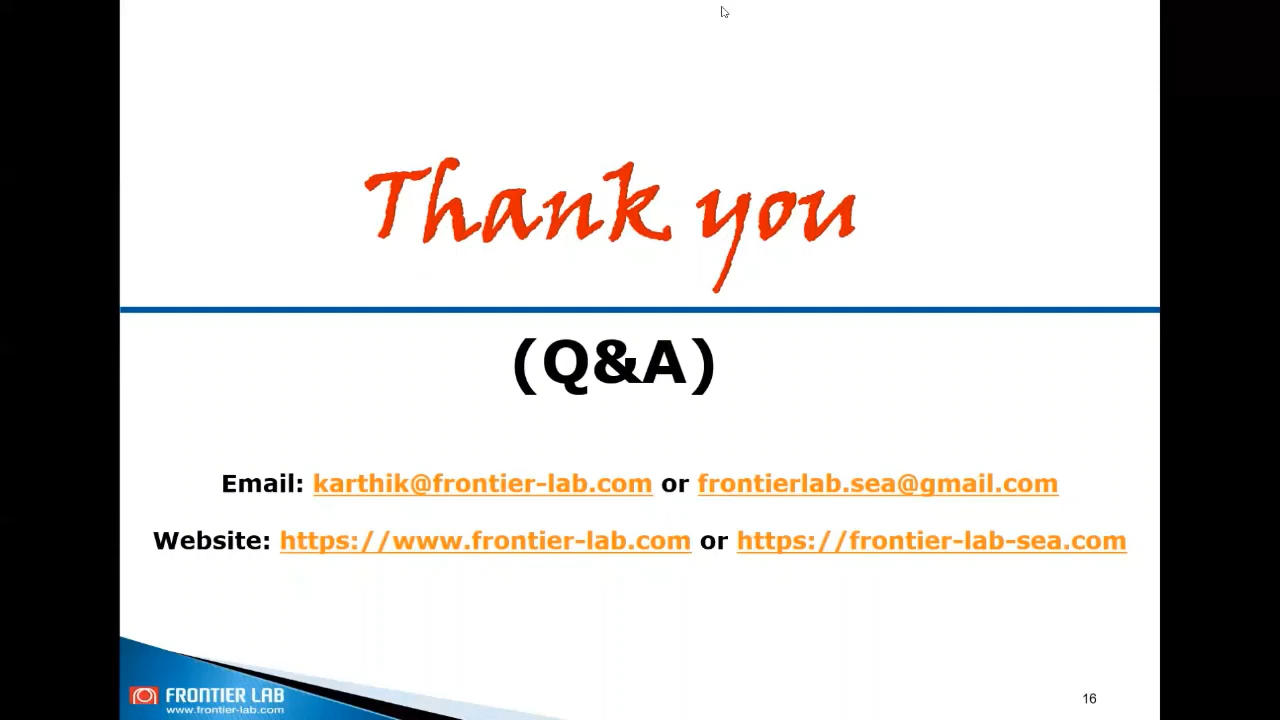 Thank you
(Q&A)
Email: karthik@frontier-lab.com or frontierlab.sea@gmail.com
Website: https://www.frontier-lab.com or https://frontier-lab-sea.com
FRONTIER LAB
www.frontier-lab.com
16